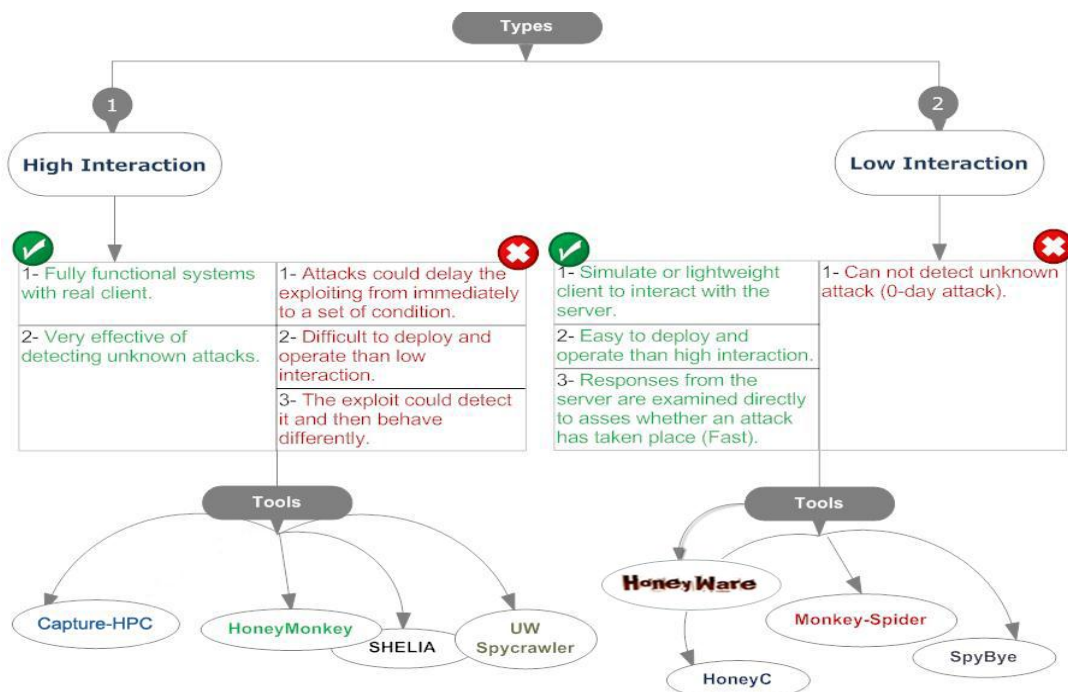 Types
1
High Interaction
1- Fully functional systems
with real client.
2- Very effective of
detecting unknown attacks.
1- Attacks could delay the
exploiting from immediately
to a set of condition.
2- Difficult to deploy and
operate than low
interaction.
3- The exploit could detect
it and then behave
differently.
Tools
Capture-HPC
HoneyMonkey
SHELIA
UW
Spycrawler
2
Low Interaction
1- Simulate or lightweight
client to interact with the
server.
2- Easy to deploy and
operate than high interaction.
3- Responses from the
server are examined directly
to asses whether an attack
has taken place (Fast).
1- Can not detect unknown
attack (0-day attack).
Tools
HoneyWare
HoneyC
Monkey-Spider
SpyBye